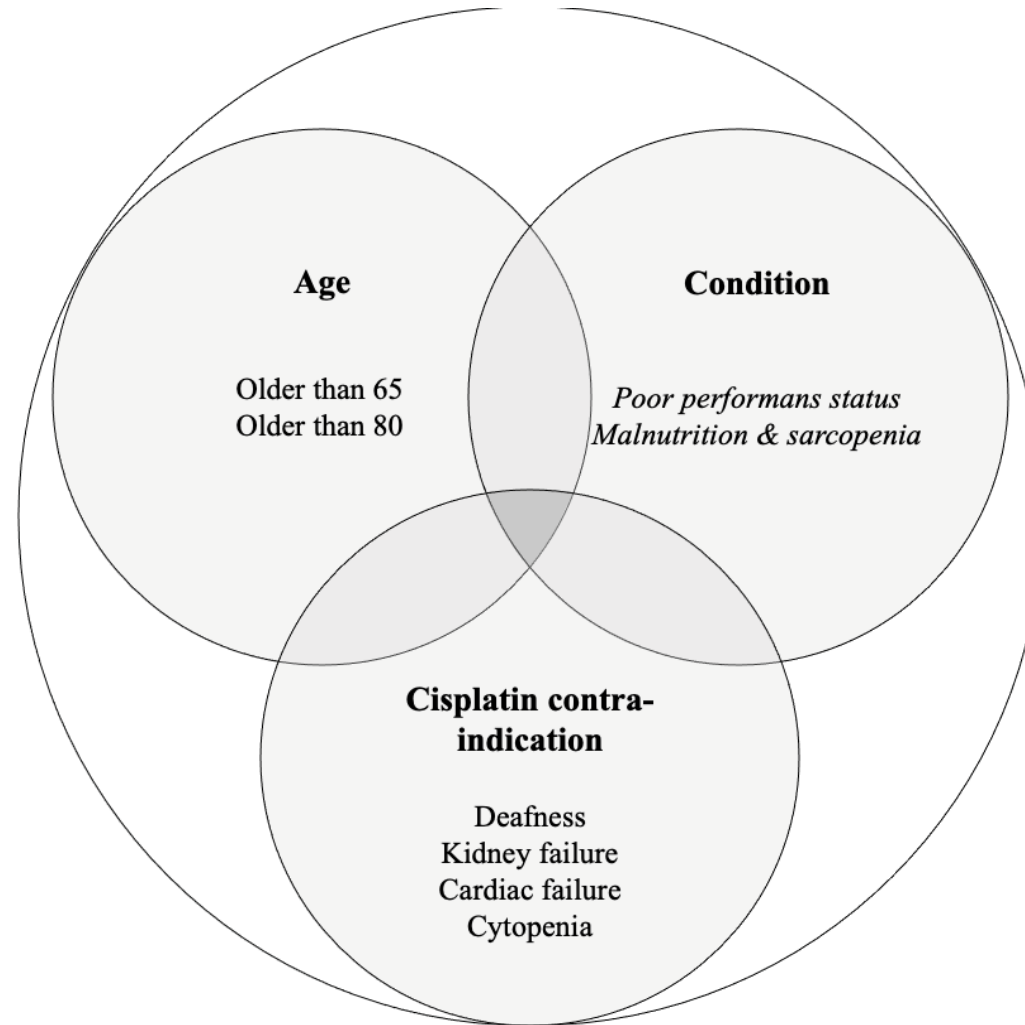 Age
Condition
Older than 65
Older than 80
Poor performans status
Malnutrition & sarcopenia
Cisplatin contra-
indication
Deafness
Kidney failure
Cardiac failure
Cytopenia